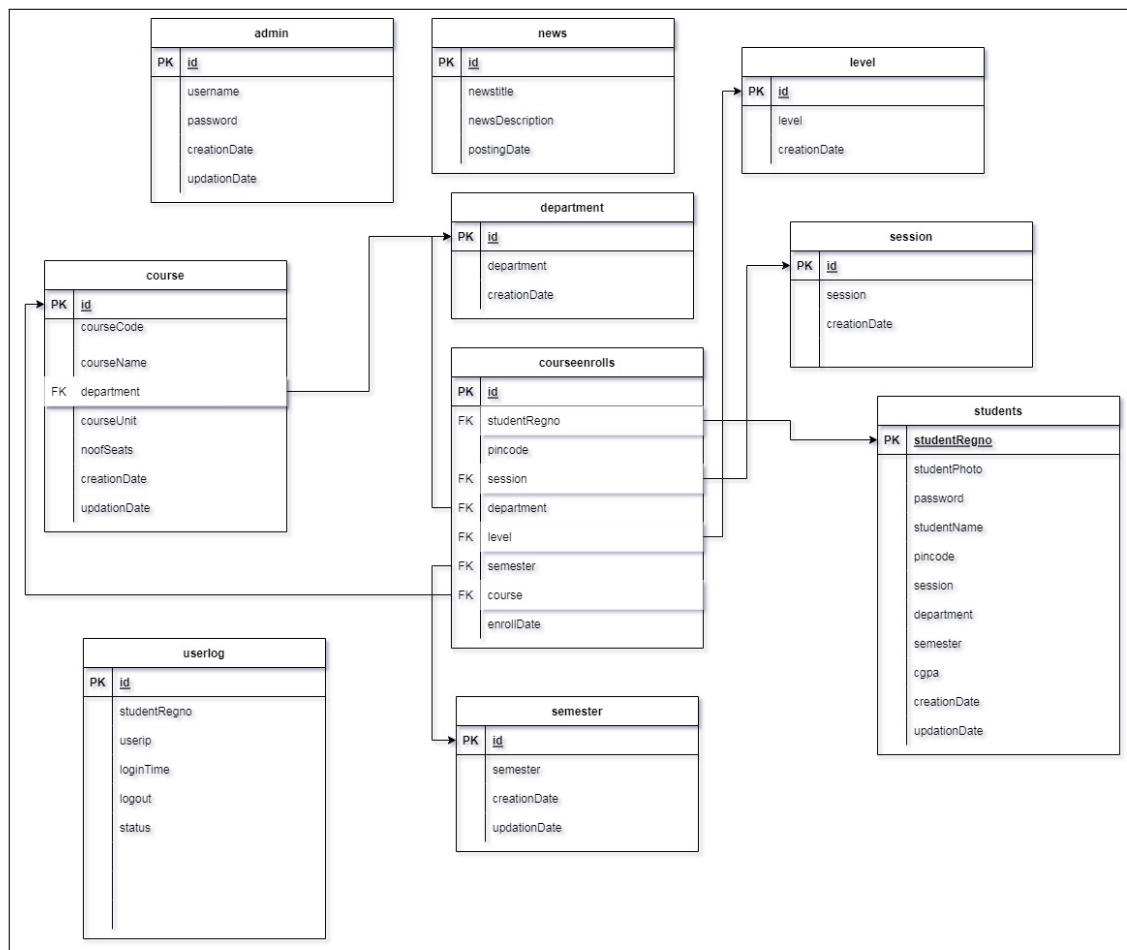 admin
PK id
username
password
creationDate
updationDate
news
PK id
newstitle
newsDescription
postingDate
level
PK id
level
creationDate
department
PK id
department
creationDate
session
PK id
session
creationDate
course
PK id
courseCode
courseName
FK department
courseUnit
noofSeats
creationDate
updationDate
courseenrolls
PK id
FK studentRegno
pincode
FK session
FK department
FK level
FK semester
FK course
enrollDate
students
PK studentRegno
studentPhoto
password
studentName
pincode
session
department
semester
cgpa
creationDate
updationDate
userlog
PK id
studentRegno
userip
loginTime
logout
status
semester
PK id
semester
creationDate
updationDate